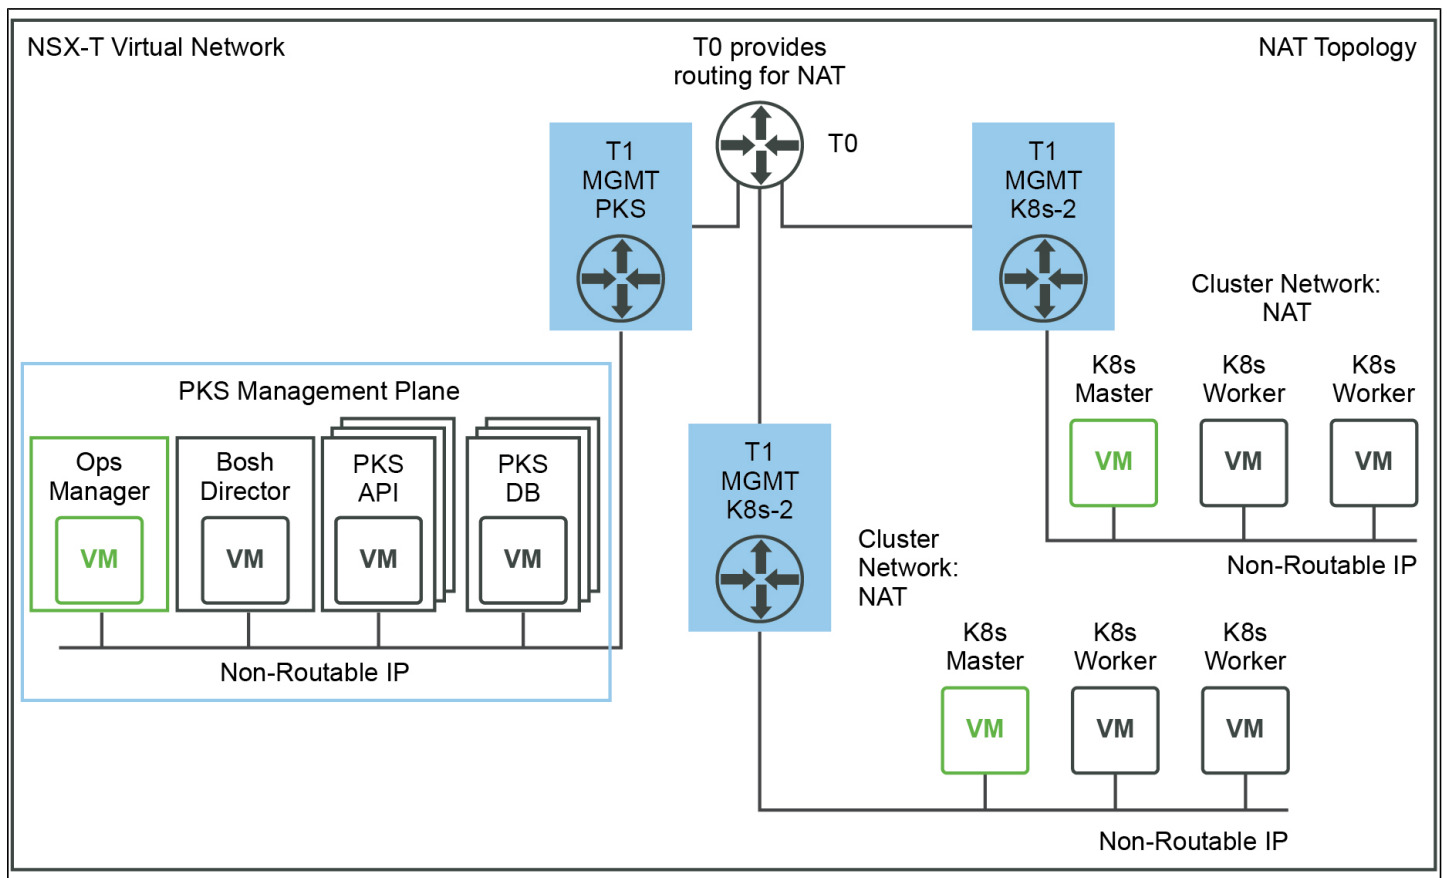 NSX-T Virtual Network
T0 provides
routing for NAT
NAT Topology
T0
T1
MGMT
PKS
T1
MGMT
K8s-2
Cluster Network:
NAT
K8s
Master
K8s
Worker
K8s
Worker
VM
VM
VM
Non-Routable IP
PKS Management Plane
Ops
Manager
VM
Bosh
Director
VM
PKS
API
VM
PKS
DB
VM
Non-Routable IP
T1
MGMT
K8s-2
Cluster
Network:
NAT
K8s
Master
K8s
Worker
K8s
Worker
VM
VM
VM
Non-Routable IP